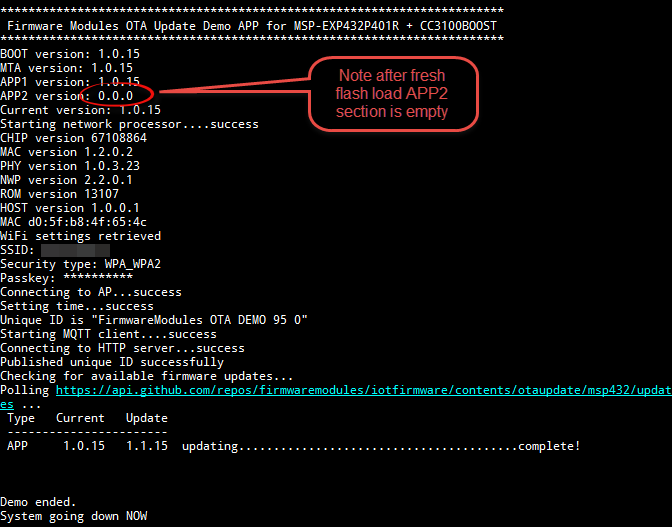 ******************************************************************
Firmware Modules OTA Update Demo APP for MSP-EXP432P401R + CC3100BOOST
******************************************************************
BOOT version: 1.0.15
MTA version: 1.0.15
APP1 version: 1.0.15
APP2 version: 0.0.0
Current version: 1.0.15
Note after fresh
flash load APP2
section is empty
Starting network processor....success
CHIP version 67108864
MAC version 1.2.0.2
PHY version 1.0.3.23
NWP version 2.2.0.1
ROM version 13107
HOST version 1.0.0.1
MAC d0:5f:b8:4f:65:4c
WiFi settings retrieved
SSID:
Security type: WPA_WPA2
Passkey: **********
Connecting to AP...success
Setting time...success
Unique ID is "FirmwareModules OTA DEMO 95 0"
Starting MQTT client....success
Connecting to HTTP server...success
Published unique ID successfully
Checking for available firmware updates...
Polling https://api.github.com/repos/firmwaremodules/iotfirmware/contents/otaupdate/msp432/updat
es ...
Type Current Update
-----------------------
APP 1.0.15 1.1.15 updating........................................complete!
Demo ended.
System going down NOW